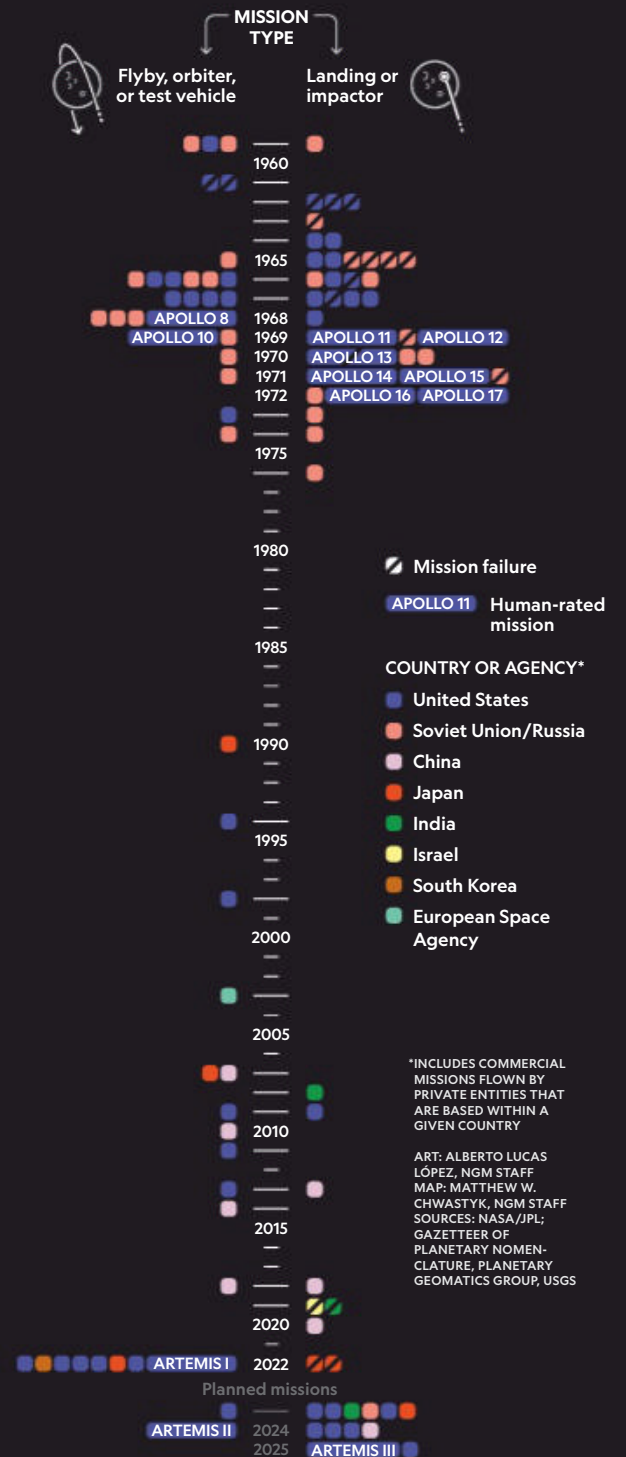 MISSION
TYPE
Flyby, orbiter,
or test vehicle
Landing or
impactor
1960
1965
APOLLO 8
1968
APOLLO 10
1969
APOLLO 11
APOLLO 12
1970
APOLLO 13
1971
APOLLO 14
APOLLO 15
1972
APOLLO 16
APOLLO 17
1975
1980
1985
1990
1995
2000
2005
2010
2015
2020
ARTEMIS I
2022
Planned missions
ARTEMIS II
2024
2025
ARTEMIS III
Mission failure
APOLLO 11
Human-rated
mission
COUNTRY OR AGENCY*
United States
Soviet Union/Russia
China
Japan
India
Israel
South Korea
European Space
Agency
*INCLUDES COMMERCIAL
MISSIONS FLOWN BY
PRIVATE ENTITIES THAT
ARE BASED WITHIN A
GIVEN COUNTRY
ART: ALBERTO LUCAS
LÓPEZ, NGM STAFF
MAP: MATTHEW W.
CHWASTYK, NGM STAFF
SOURCES: NASA/JPL;
GAZETTEER OF
PLANETARY NOMEN-
CLATURE, PLANETARY
GEOMATICS GROUP, USGS